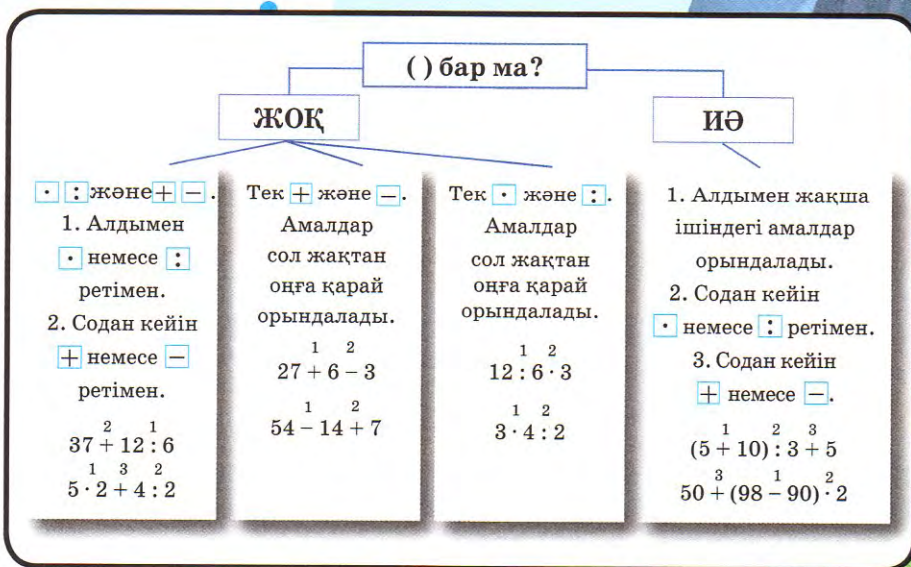 ( ) бар ма?
ЖОҚ
ИӘ
· : және + − .
1. Алдымен
· немесе :
ретімен.
2. Содан кейін
+ немесе −
ретімен.
2 1
37 + 12 : 6
1 3 2
5 · 2 + 4 : 2
Тек + және − .
Амалдар
сол жақтан
оңға қарай
орындалады.
1 2
27 + 6 − 3
1 2
54 − 14 + 7
Тек · және : .
Амалдар
сол жақтан
оңға қарай
орындалады.
1 2
12 : 6 · 3
1 2
3 · 4 : 2
1. Алдымен жақша
ішіндегі амалдар
орындалады.
2. Содан кейін
· немесе : ретімен.
3. Содан кейін
+ немесе − .
1 2 3
(5 + 10) : 3 + 5
3 1 2
50 + (98 − 90) · 2